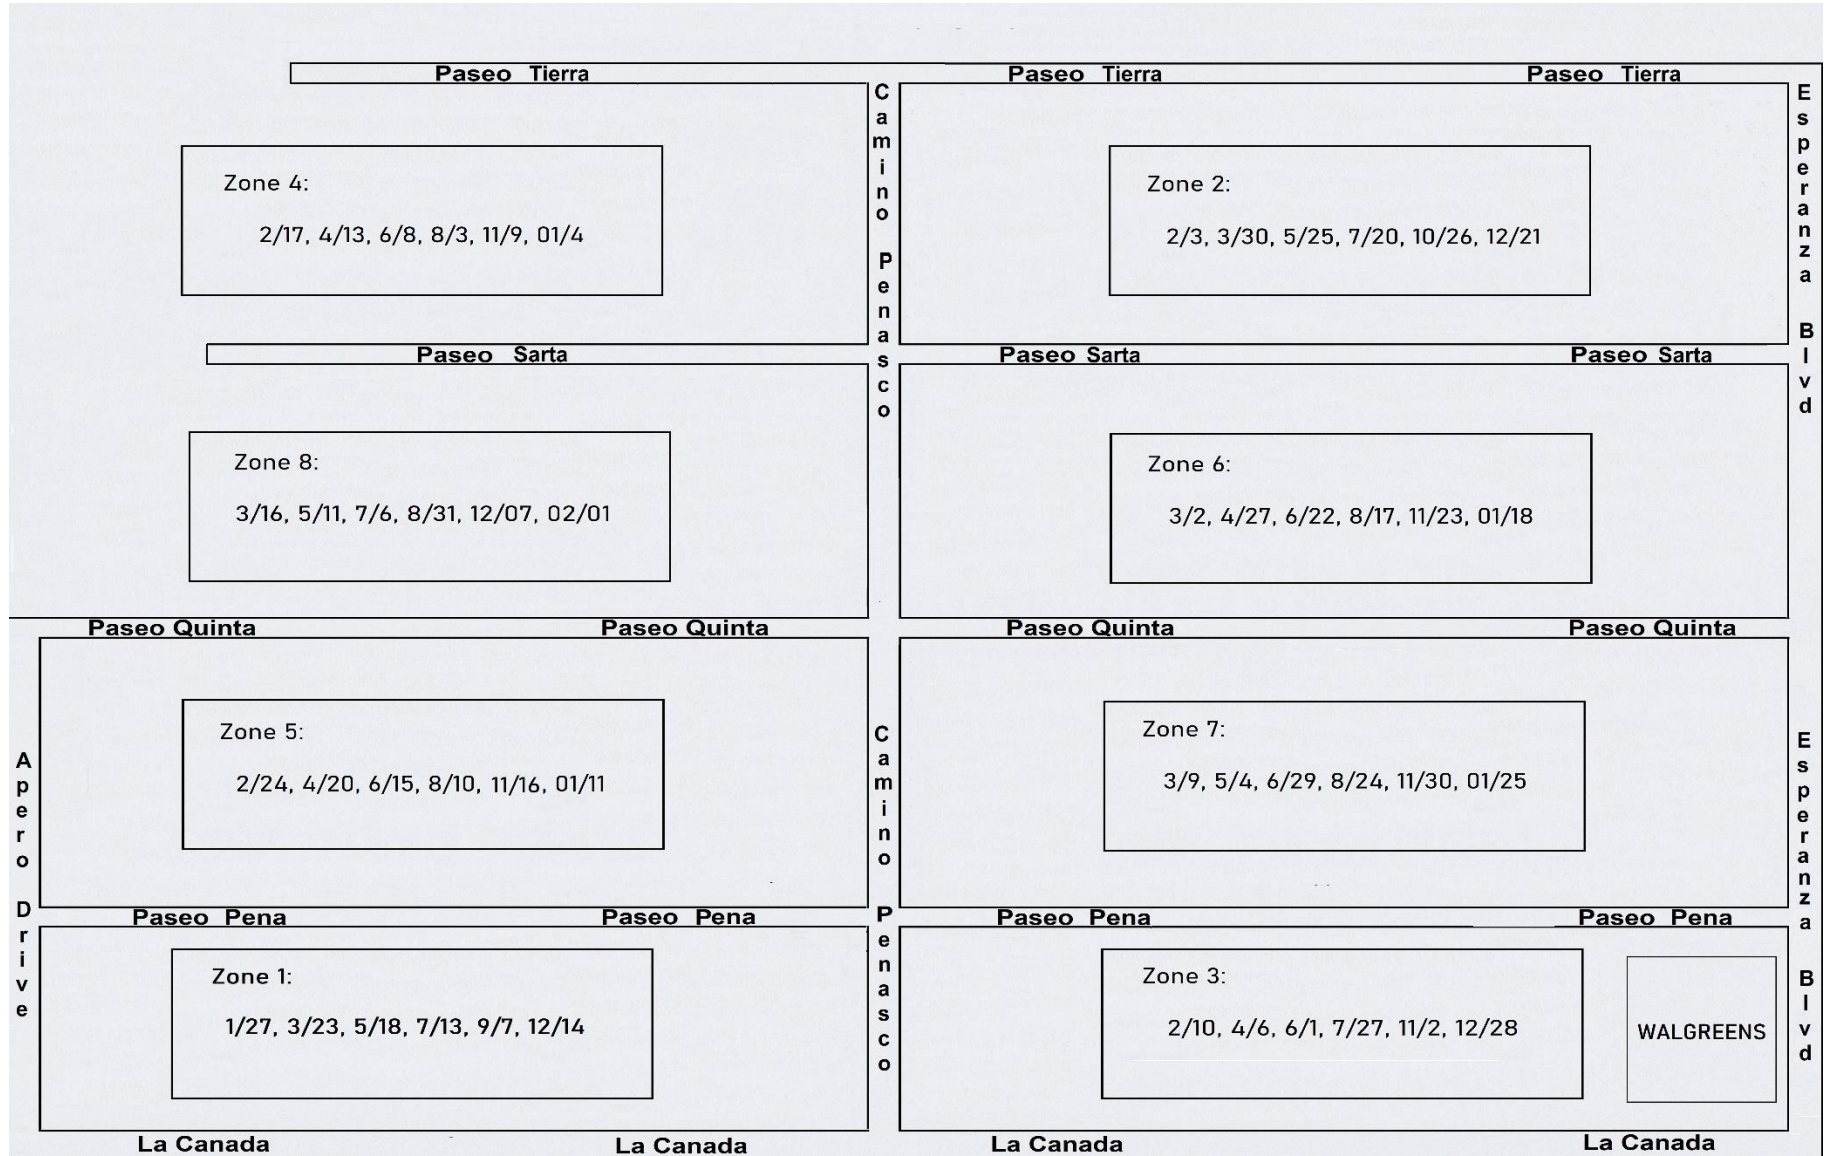 Paseo Tierra
Paseo Tierra
Paseo Tierra
Camino Penasco
Esperanza Blvd
Zone 4:
2/17, 4/13, 6/8, 8/3, 11/9, 01/4
Zone 2:
2/3, 3/30, 5/25, 7/20, 10/26, 12/21
Paseo Sarta
Paseo Sarta
Paseo Sarta
Zone 8:
3/16, 5/11, 7/6, 8/31, 12/07, 02/01
Zone 6:
3/2, 4/27, 6/22, 8/17, 11/23, 01/18
Paseo Quinta
Paseo Quinta
Paseo Quinta
Paseo Quinta
Apero Drive
Zone 5:
2/24, 4/20, 6/15, 8/10, 11/16, 01/11
Camino Penasco
Zone 7:
3/9, 5/4, 6/29, 8/24, 11/30, 01/25
Esperanza Blvd
Paseo Pena
Paseo Pena
Paseo Pena
Paseo Pena
Zone 1:
1/27, 3/23, 5/18, 7/13, 9/7, 12/14
Zone 3:
2/10, 4/6, 6/1, 7/27, 11/2, 12/28
WALGREENS
La Canada
La Canada
La Canada
La Canada